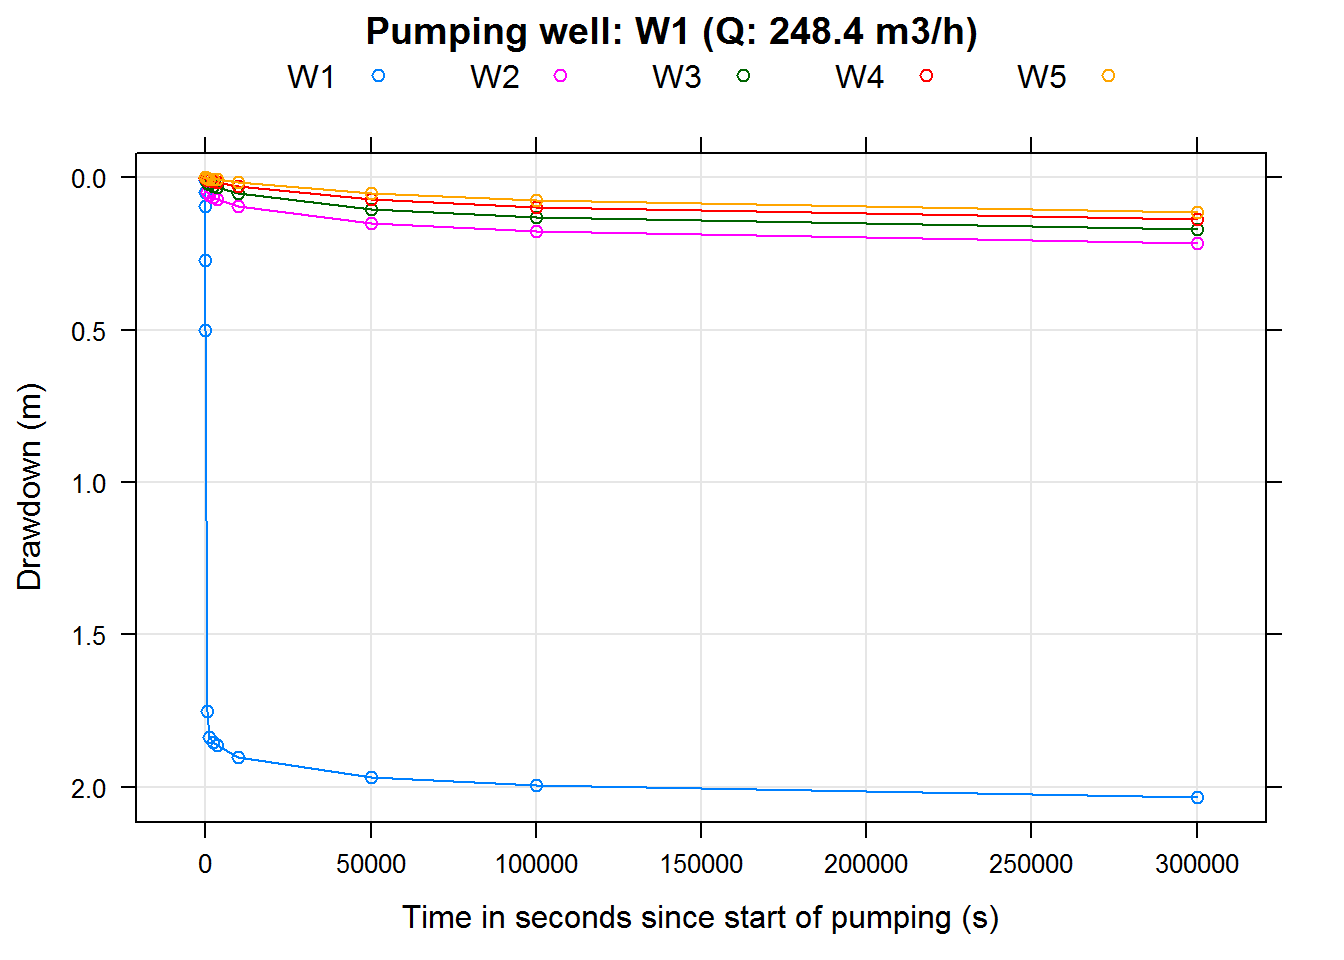 Pumping well: W1 (Q: 248.4 m3/h)
W1 W2 W3 W4 W5
0.0
0.5
1.0
1.5
2.0
Drawdown (m)
0 50000 100000 150000 200000 250000 300000
Time in seconds since start of pumping (s)